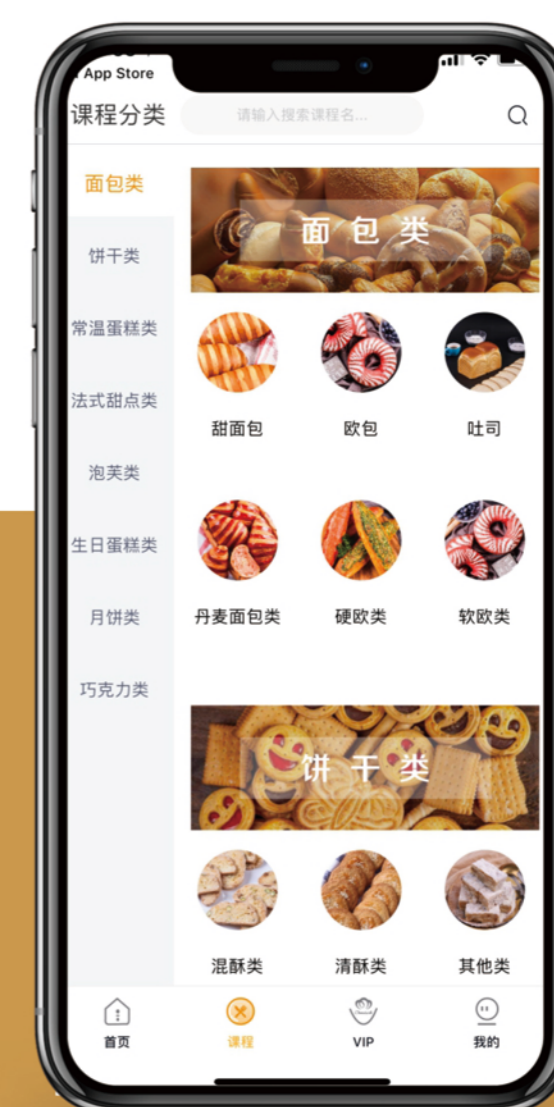 App Store
课程分类
请输入搜索课程名...
面包类
饼干类
常温蛋糕类
法式甜点类
泡芙类
生日蛋糕类
月饼类
巧克力类
面包类
甜面包 欧包 吐司
丹麦面包类 硬欧类 软欧类
饼干类
混酥类 清酥类 其他类
首页 课程 VIP 我的